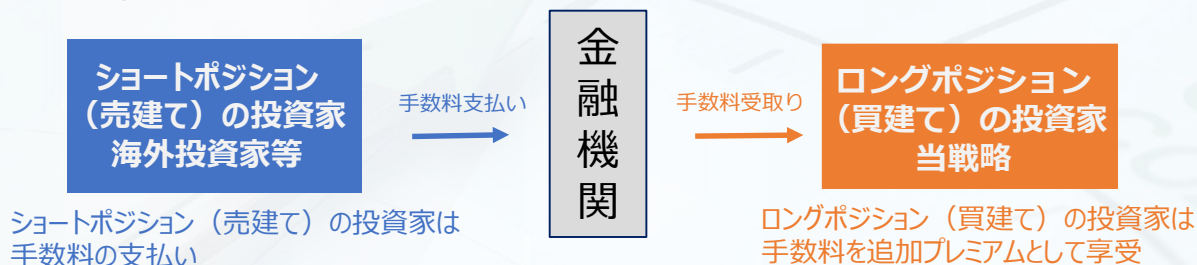 ショートポジション
（売建て）の投資家
海外投資家等
手数料支払い
金
融
機
関
手数料受取り
ロングポジション
（買建て）の投資家
当戦略
ショートポジション（売建て）の投資家は
手数料の支払い
ロングポジション（買建て）の投資家は
手数料を追加プレミアムとして享受